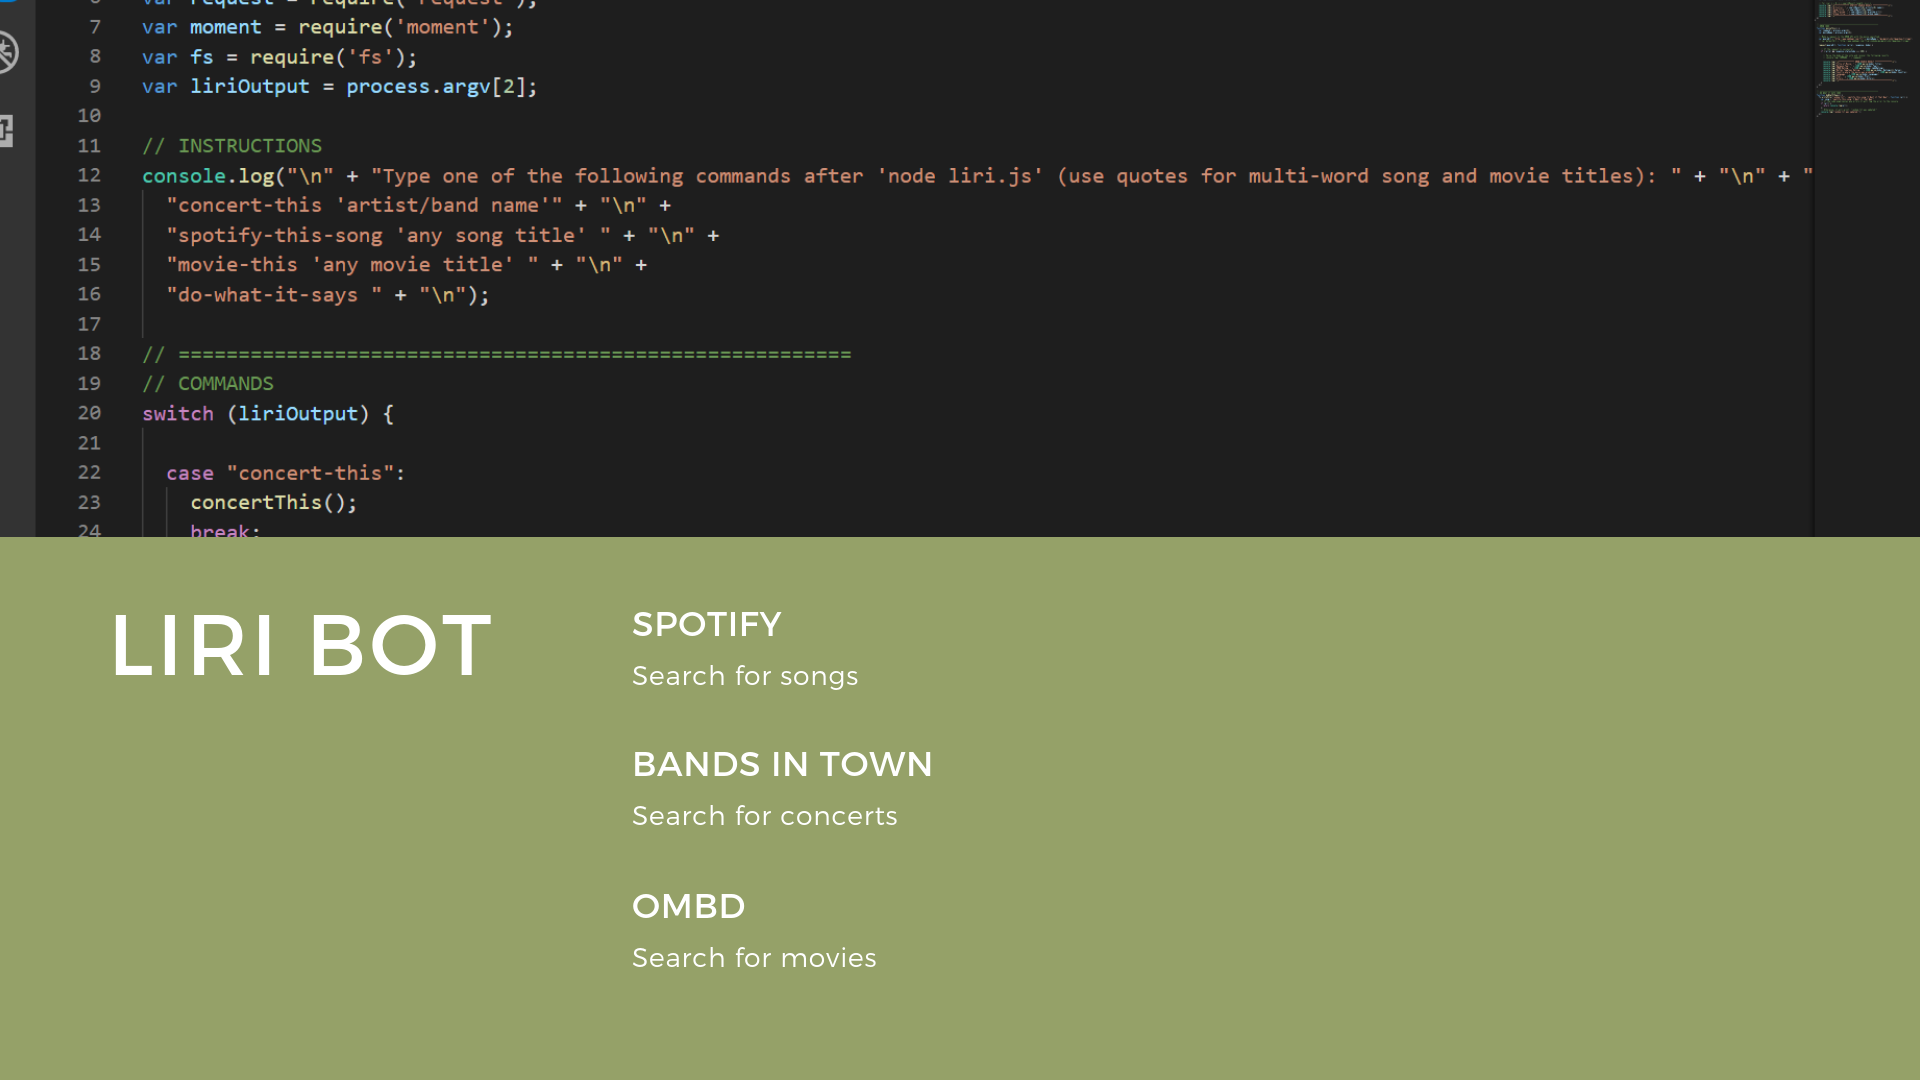 var request = require('request');
7 var moment = require('moment');
8 var fs = require('fs');
9 var liriOutput = process.argv[2];
10
11 // INSTRUCTIONS
12 console.log("\n" + "Type one of the following commands after 'node liri.js' (use quotes for multi-word song and movie titles): " + "\n" + "
13 "concert-this 'artist/band name'" + "\n" +
14 "spotify-this-song 'any song title' " + "\n" +
15 "movie-this 'any movie title' " + "\n" +
16 "do-what-it-says " + "\n");
17
18 // ========================================================
19 // COMMANDS
20 switch (liriOutput) {
21
22 case "concert-this":
23 concertThis();
24 break;
LIRI BOT
SPOTIFY
Search for songs
BANDS IN TOWN
Search for concerts
OMBD
Search for movies